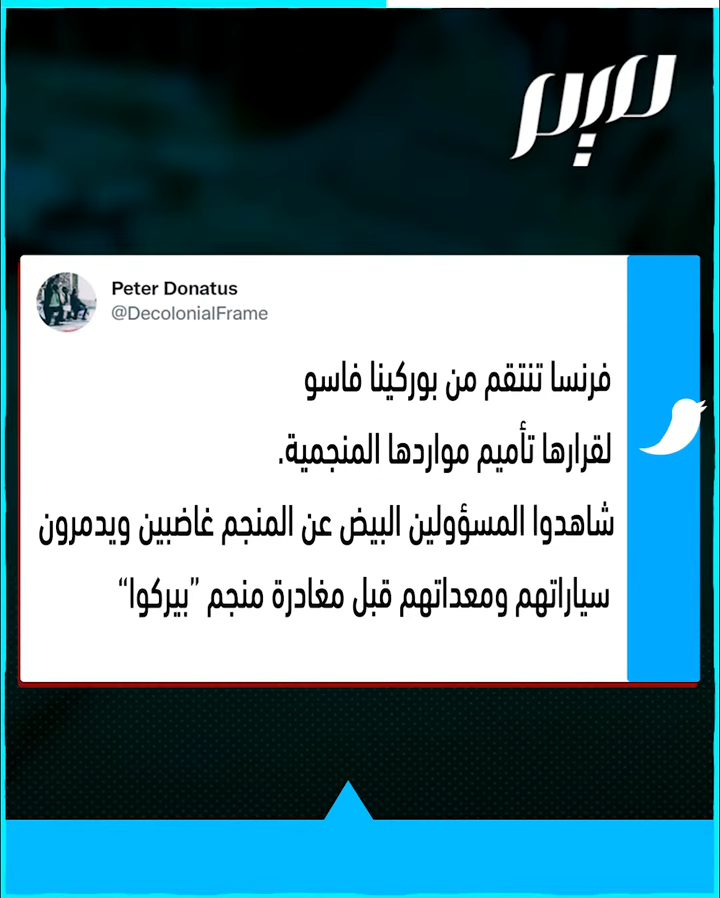 ميم
Peter Donatus
@DecolonialFrame
فرنسا تنتقم من بوركينا فاسو
لقرارها تأميم مواردها المنجمية.
شاهدوا المسؤولين البيض عن المنجم غاضبين ويدمرون
سياراتهم ومعداتهم قبل مغادرة منجم ”بيركوا“